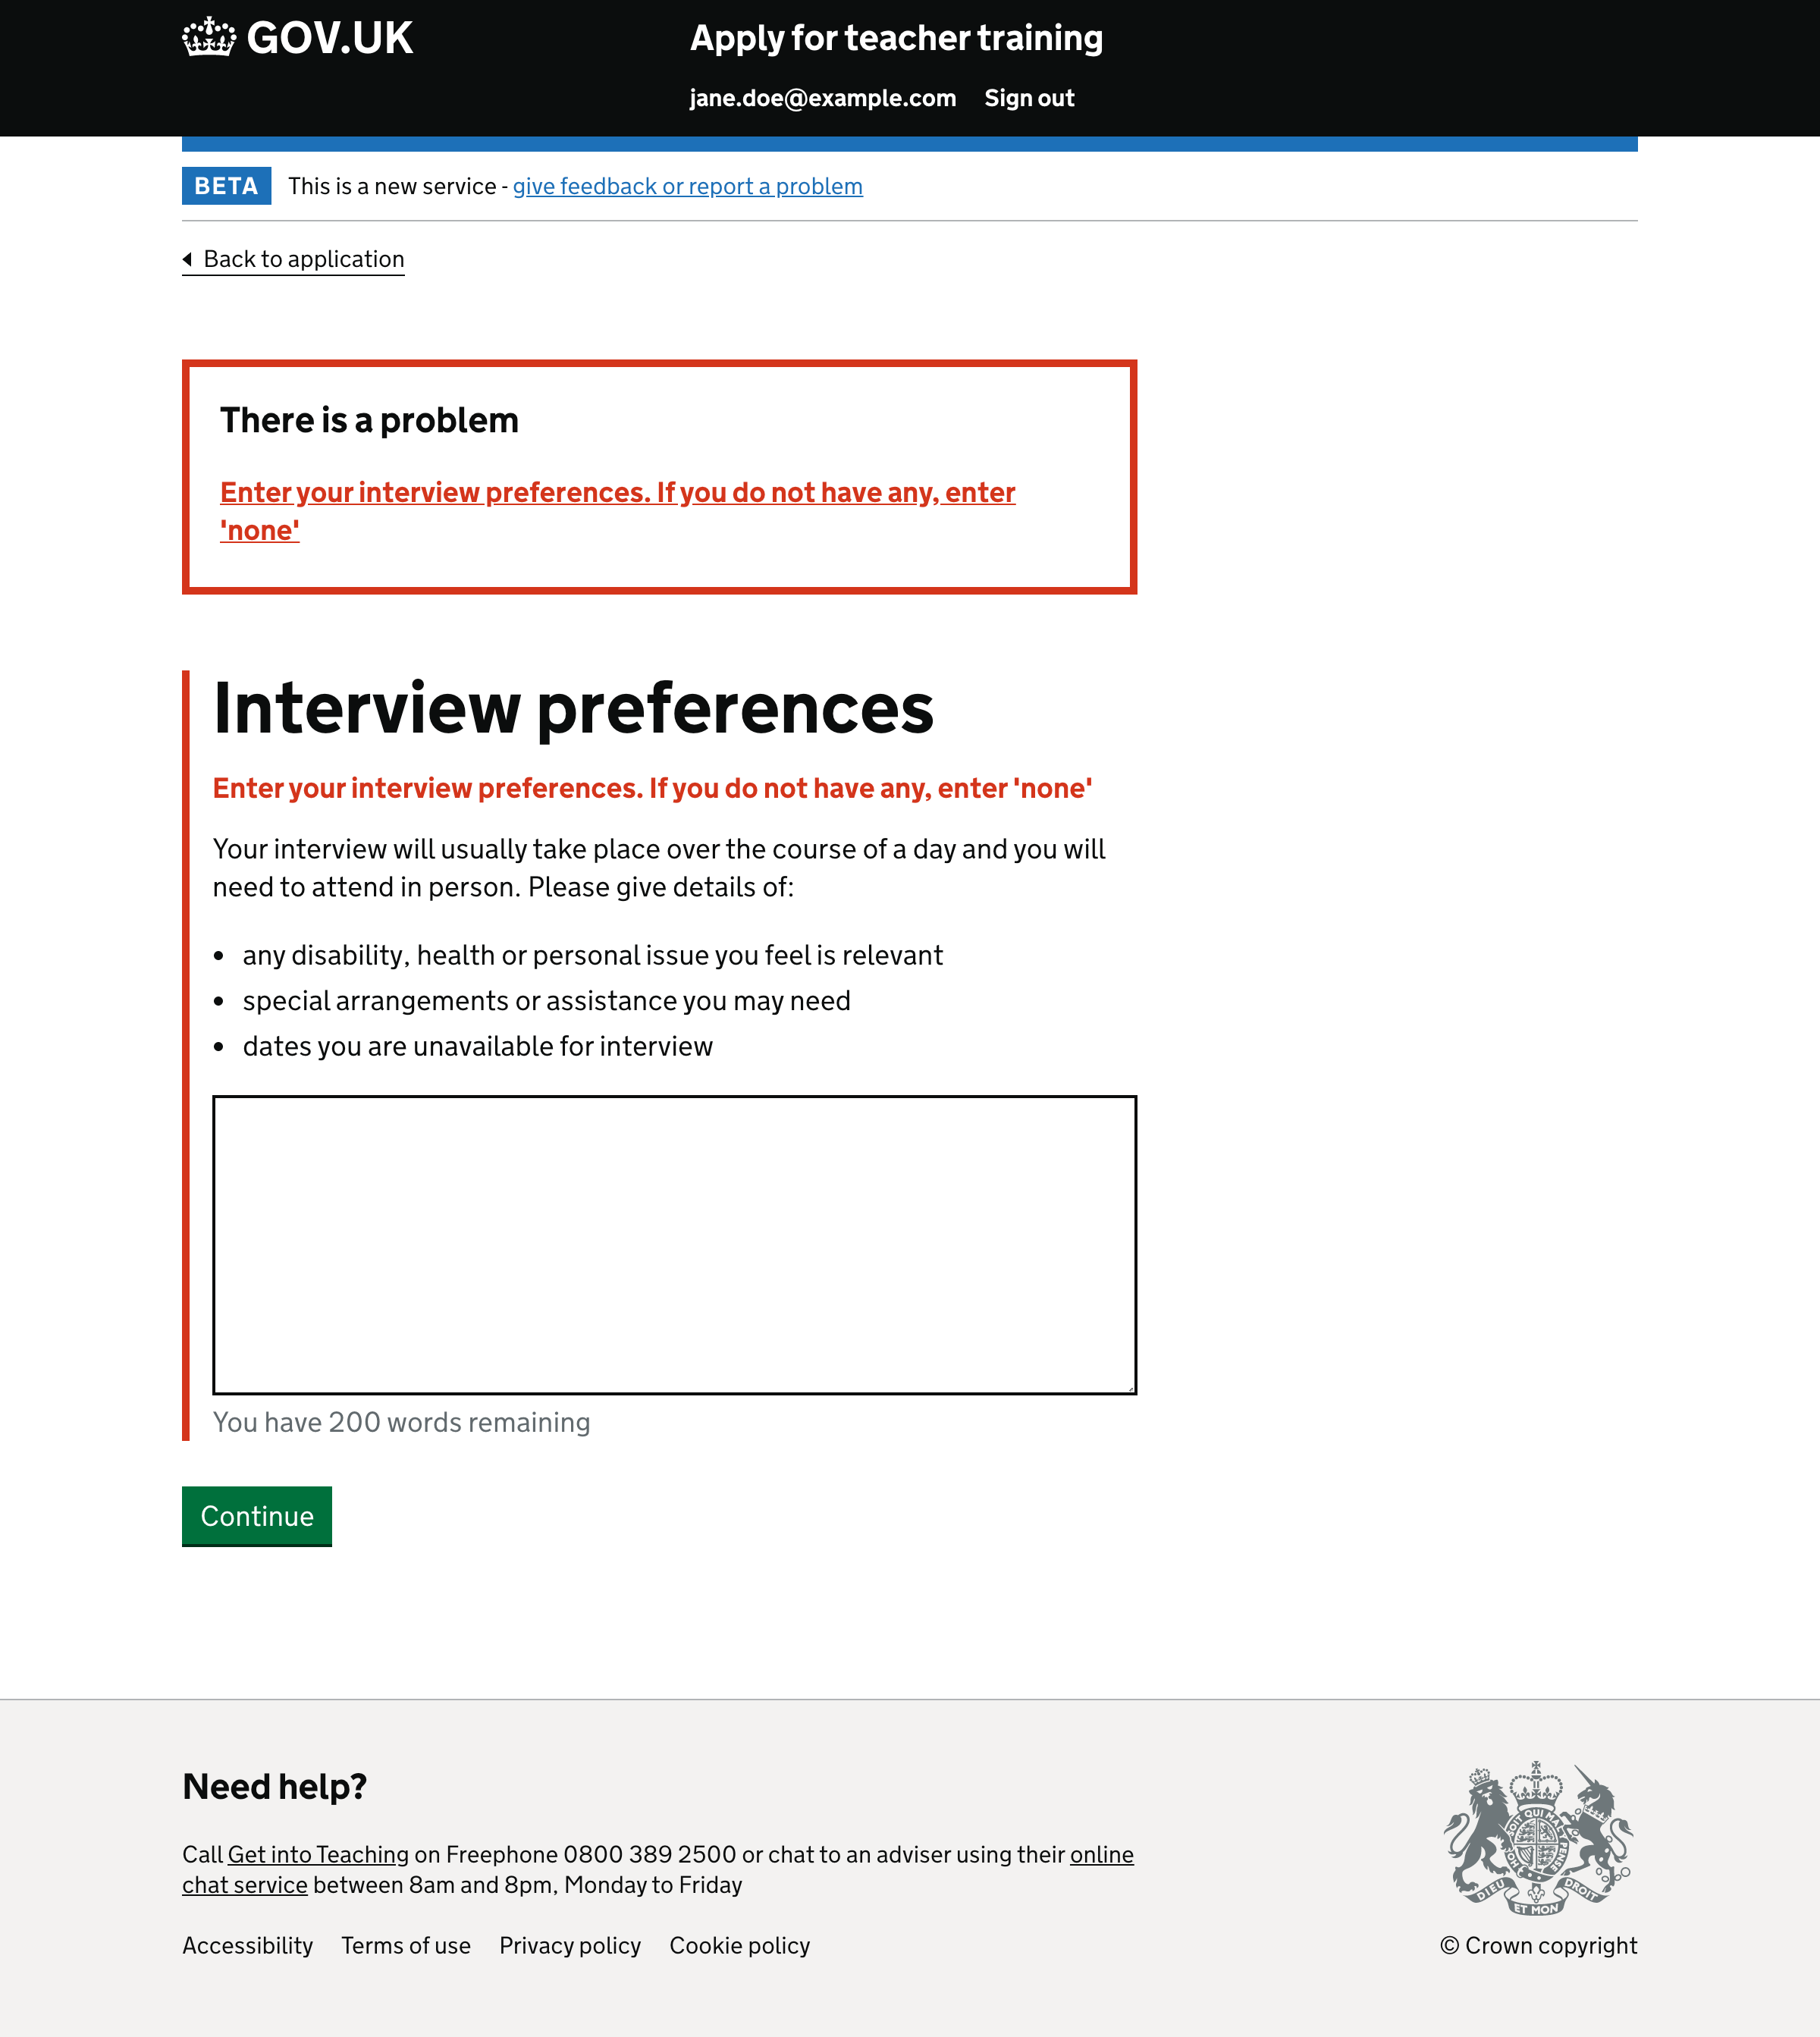 GOV.UK
Apply for teacher training
jane.doe@example.com Sign out
BETA This is a new service - give feedback or report a problem
Back to application
There is a problem
Enter your interview preferences. If you do not have any, enter
'none'
Interview preferences
Enter your interview preferences. If you do not have any, enter 'none'
Your interview will usually take place over the course of a day and you will
need to attend in person. Please give details of:
• any disability, health or personal issue you feel is relevant
• special arrangements or assistance you may need
• dates you are unavailable for interview
You have 200 words remaining
Continue
Need help?
Call Get into Teaching on Freephone 0800 389 2500 or chat to an adviser using their online
chat service between 8am and 8pm, Monday to Friday
Accessibility Terms of use Privacy policy Cookie policy
DIEU ET MON DROIT
© Crown copyright